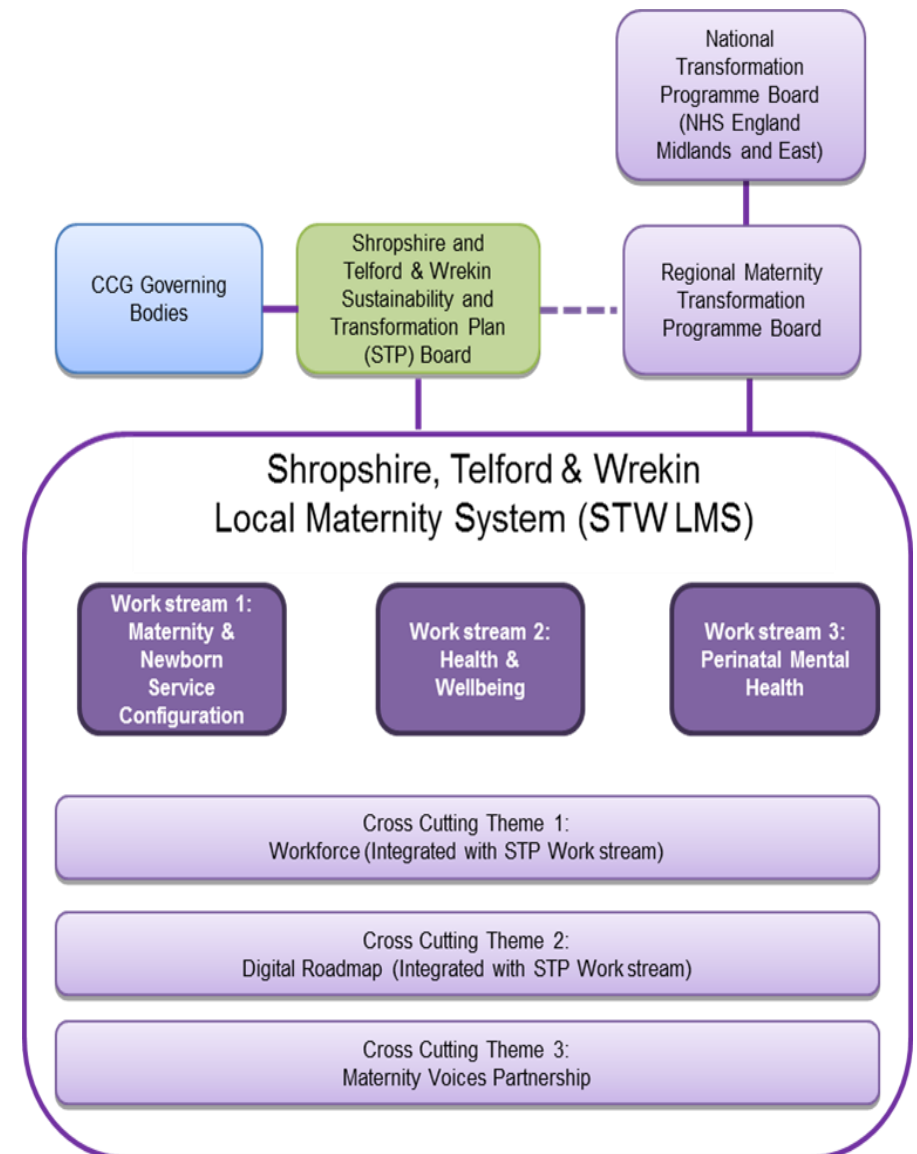 National
Transformation
Programme Board
(NHS England
Midlands and East)
CCG Governing
Bodies
Shropshire and
Telford & Wrekin
Sustainability and
Transformation Plan
(STP) Board
Regional Maternity
Transformation
Programme Board
Shropshire, Telford & Wrekin
Local Maternity System (STW LMS)
Work stream 1:
Maternity &
Newborn
Service
Configuration
Work stream 2:
Health &
Wellbeing
Work stream 3:
Perinatal Mental
Health
Cross Cutting Theme 1:
Workforce (Integrated with STP Work stream)
Cross Cutting Theme 2:
Digital Roadmap (Integrated with STP Work stream)
Cross Cutting Theme 3:
Maternity Voices Partnership